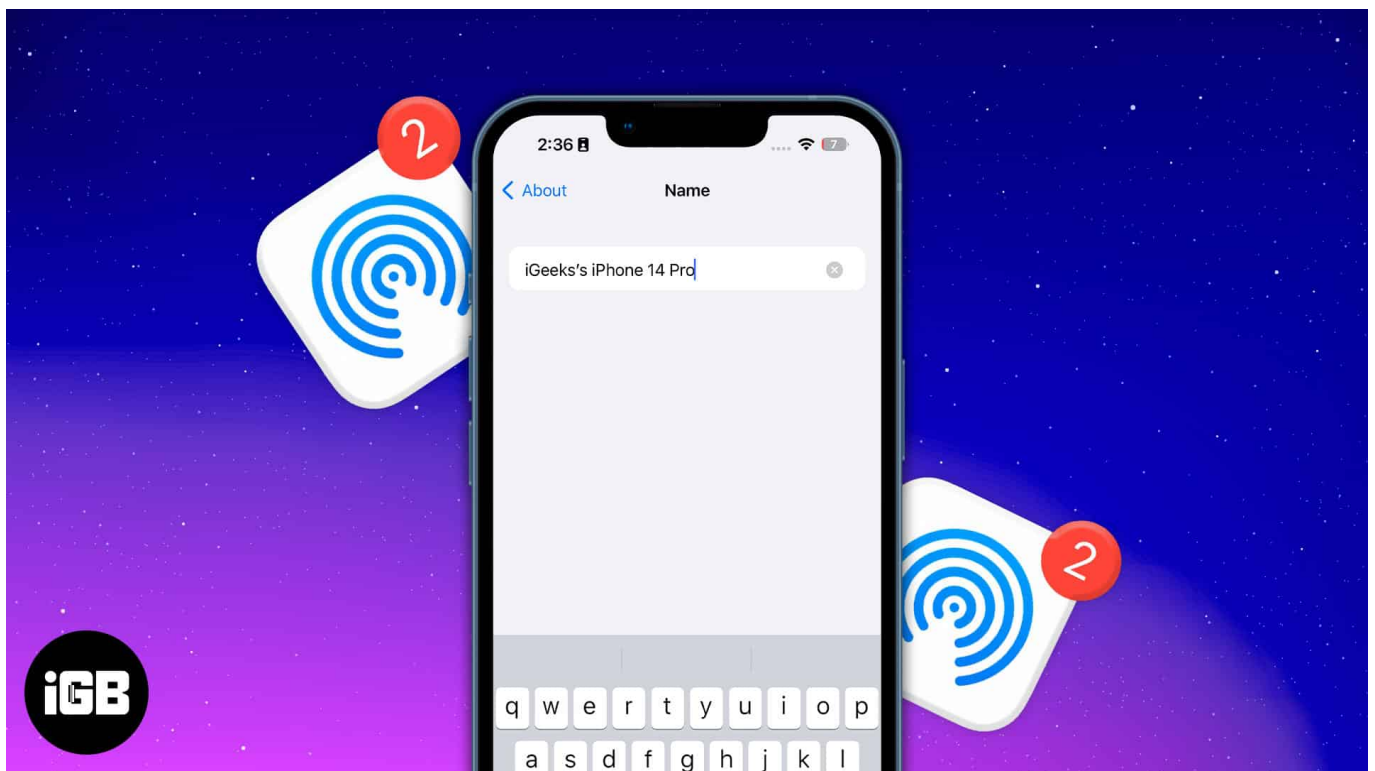 2
2:36
7
About
Name
iGeeks’s iPhone 14 Pro
2
iGB
q w e r t y u i o p
a s d f g h j k l